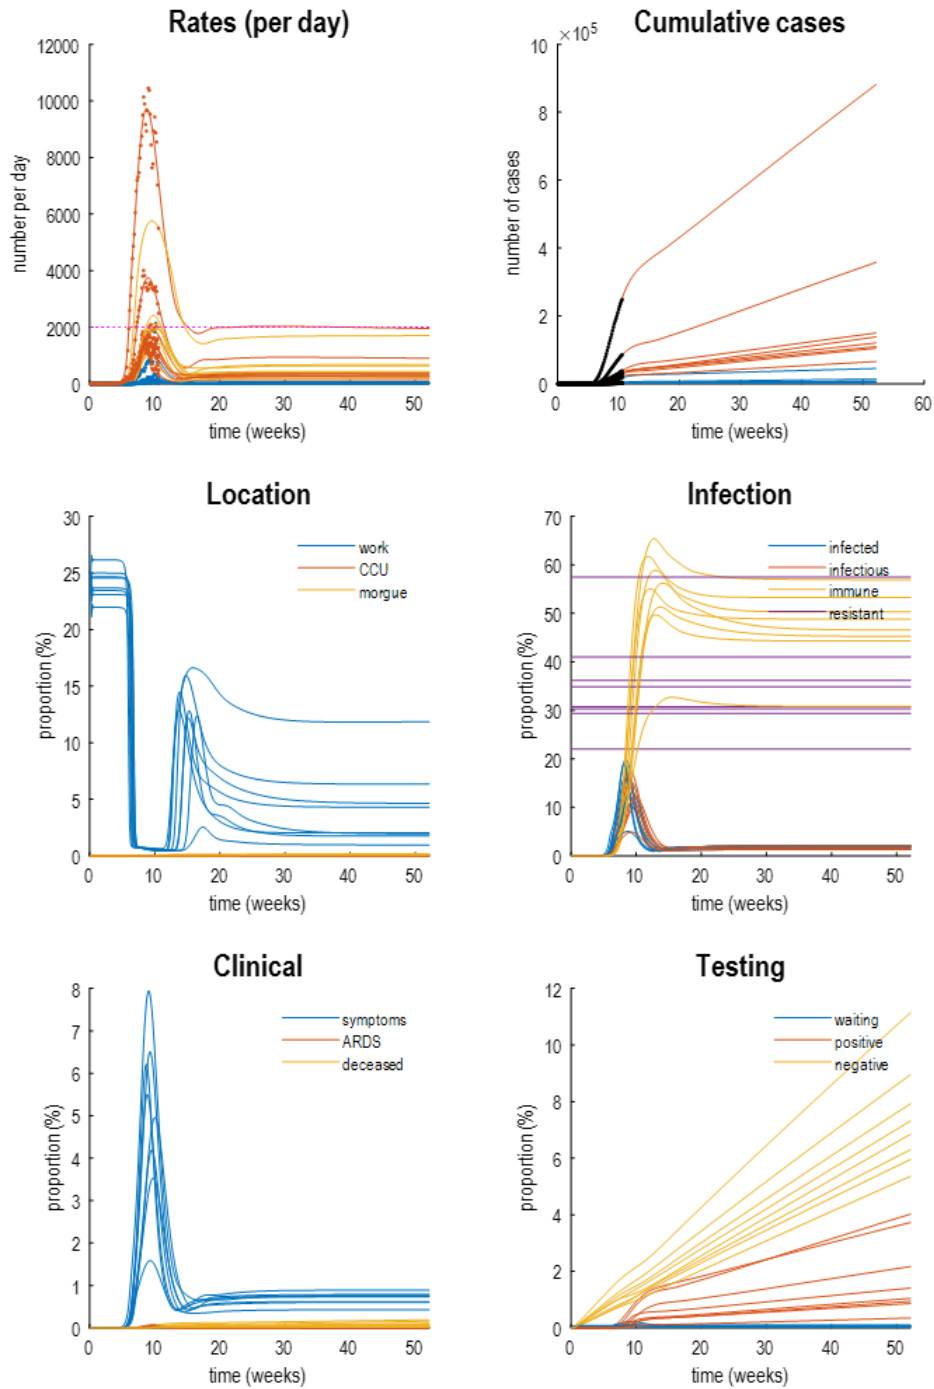 Rates (per day)
12000
10000
8000
6000
4000
2000
0
number per day
0 10 20 30 40 50
time (weeks)
Cumulative cases
×10^5
10
8
6
4
2
0
number of cases
0 10 20 30 40 50 60
time (weeks)
Location
30
25
20
15
10
5
0
proportion (%)
work
CCU
morgue
0 10 20 30 40 50
time (weeks)
Infection
70
60
50
40
30
20
10
0
proportion (%)
infected
infectious
immune
resistant
0 10 20 30 40 50
time (weeks)
Clinical
8
7
6
5
4
3
2
1
0
proportion (%)
symptoms
ARDS
deceased
0 10 20 30 40 50
time (weeks)
Testing
12
10
8
6
4
2
0
proportion (%)
waiting
positive
negative
0 10 20 30 40 50
time (weeks)